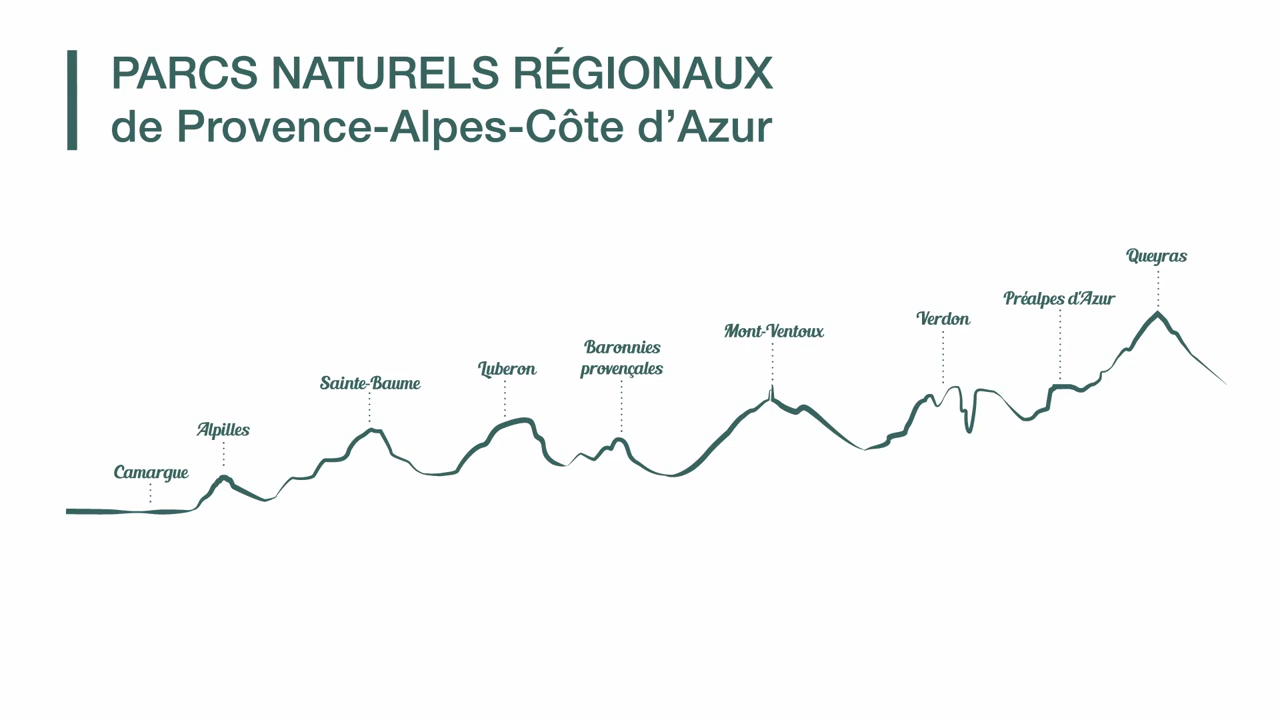 PARCS NATURELS RÉGIONAUX
de Provence-Alpes-Côte d’Azur
Camargue
Alpilles
Sainte-Baume
Luberon
Baronnies
provençales
Mont-Ventoux
Verdon
Préalpes d'Azur
Queyras